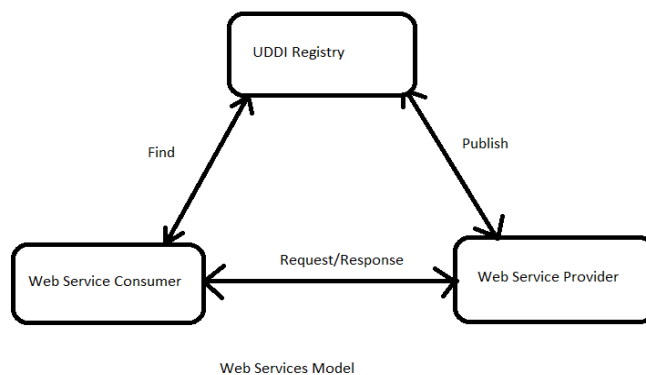 UDDI Registry
Find
Publish
Request/Response
Web Service Consumer
Web Service Provider
Web Services Model